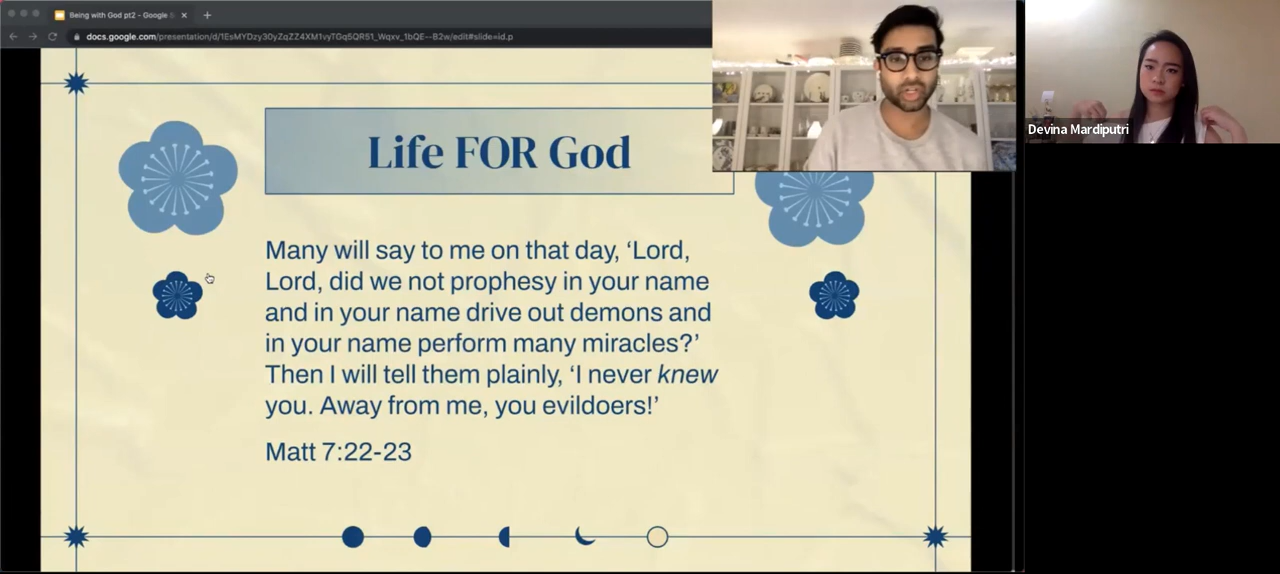 Being with God pt2 - Google S
docs.google.com/presentation/d/1EsMYDzy30yZqZZ4XM1vyTGq5QR51_Wqxv_1bQE--B2w/edit#slide=id.p
Devina Mardiputri
Life FOR God
Many will say to me on that day, ‘Lord,
Lord, did we not prophesy in your name
and in your name drive out demons and
in your name perform many miracles?’
Then I will tell them plainly, ‘I never knew
you. Away from me, you evildoers!’
Matt 7:22-23